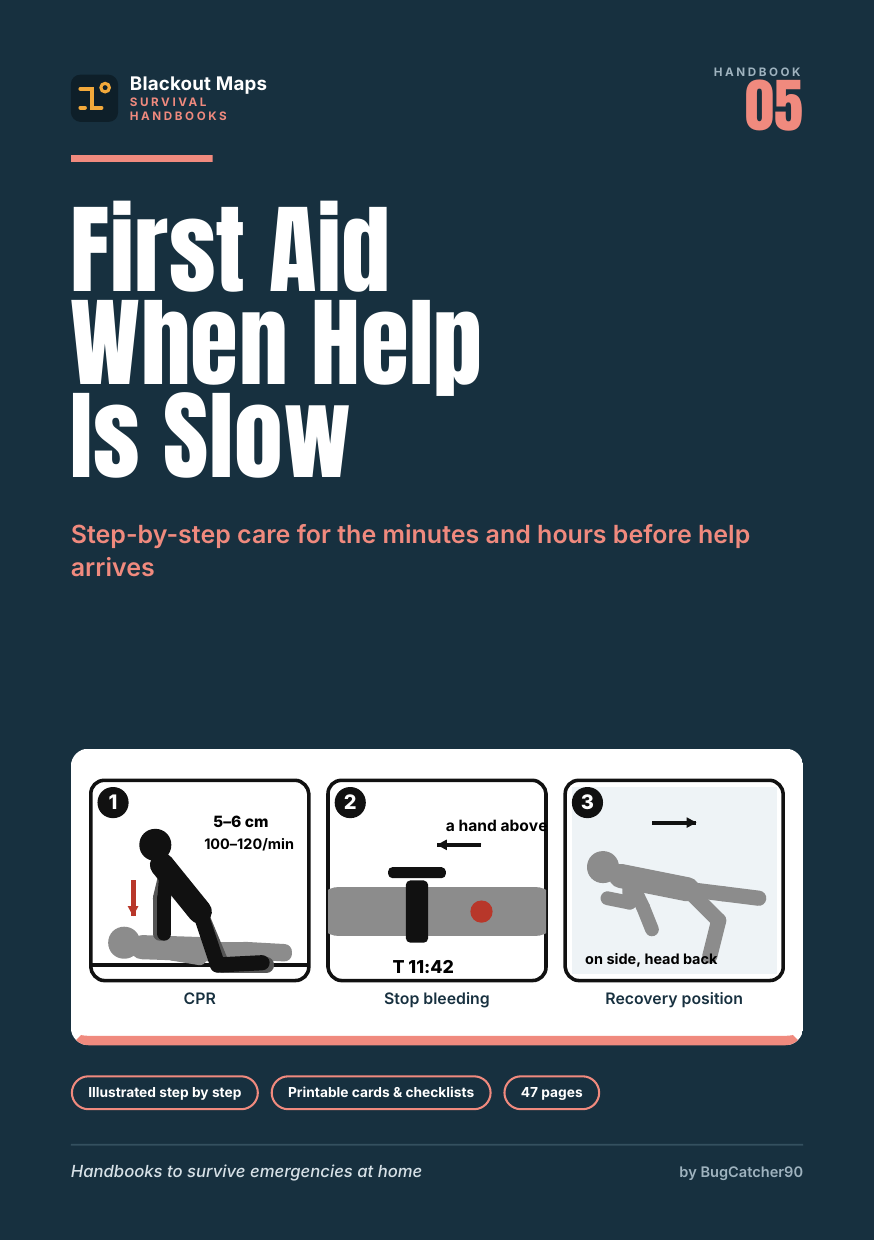 Blackout Maps
SURVIVAL
HANDBOOKS
HANDBOOK
05
First Aid
When Help
Is Slow
Step-by-step care for the minutes and hours before help
arrives
1
5–6 cm
100–120/min
CPR
2
a hand above
T 11:42
Stop bleeding
3
on side, head back
Recovery position
Illustrated step by step
Printable cards & checklists
47 pages
Handbooks to survive emergencies at home
by BugCatcher90